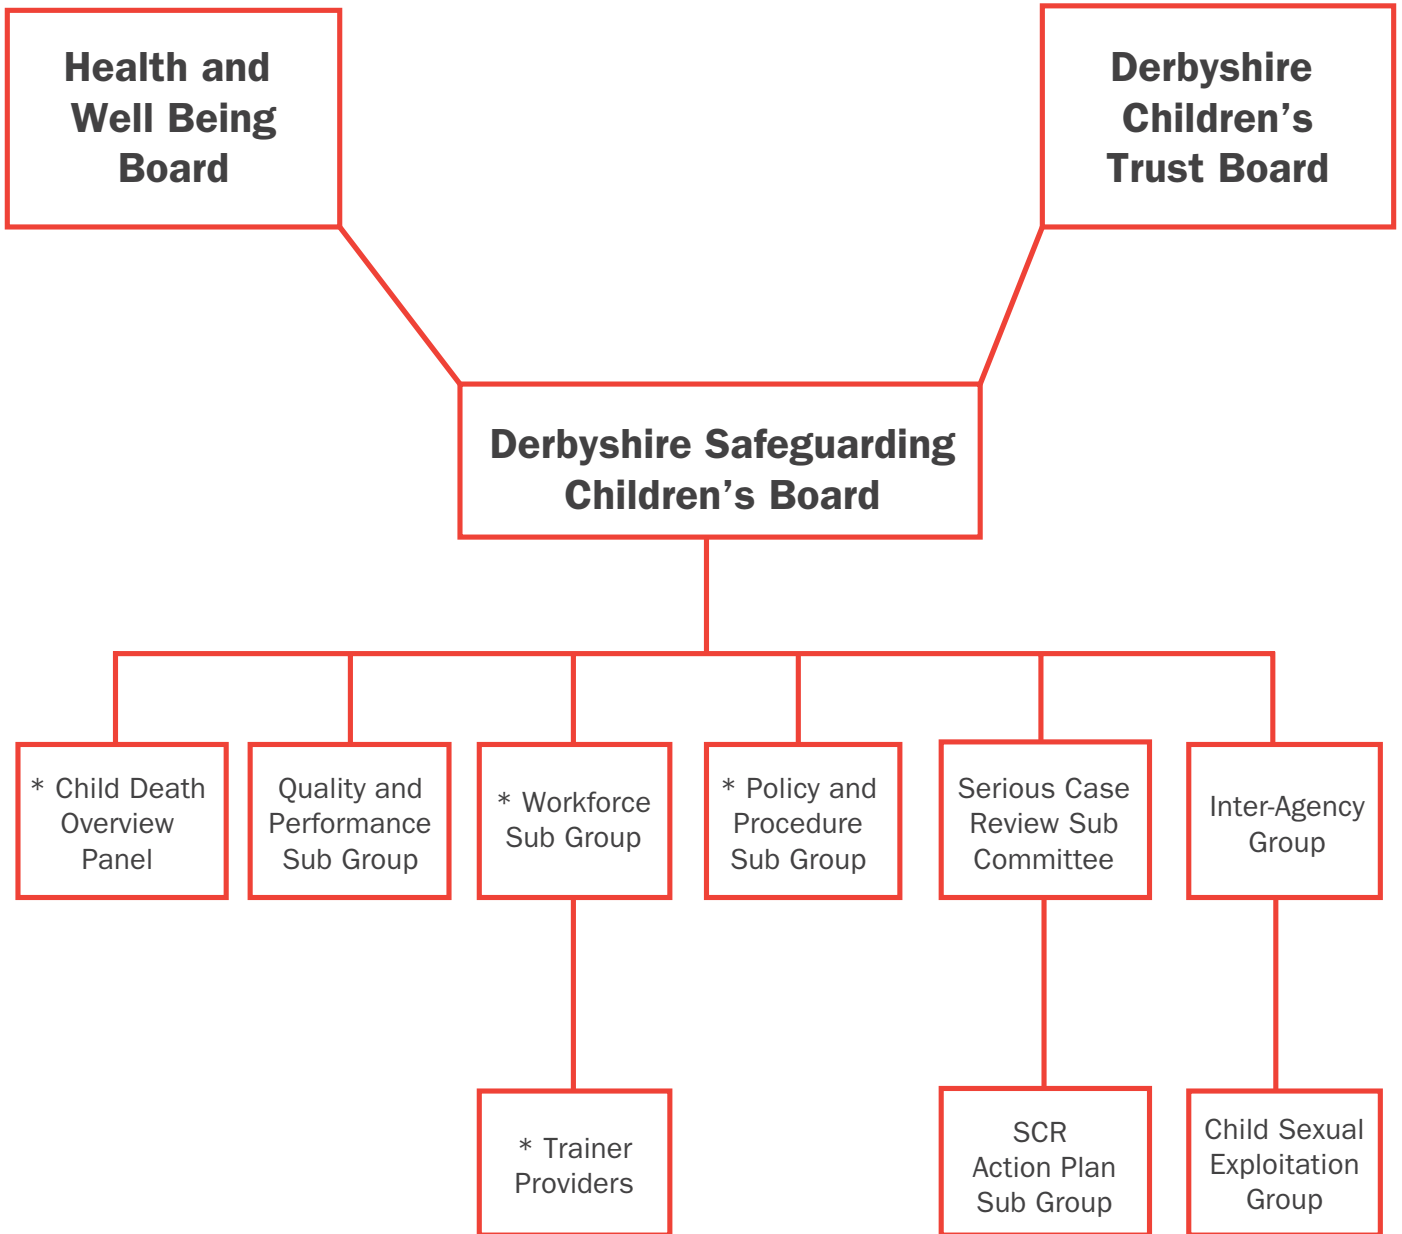 Health and
Well Being
Board
Derbyshire
Children’s
Trust Board
Derbyshire Safeguarding
Children’s Board
* Child Death
Overview
Panel
Quality and
Performance
Sub Group
* Workforce
Sub Group
* Policy and
Procedure
Sub Group
Serious Case
Review Sub
Committee
Inter-Agency
Group
* Trainer
Providers
SCR
Action Plan
Sub Group
Child Sexual
Exploitation
Group